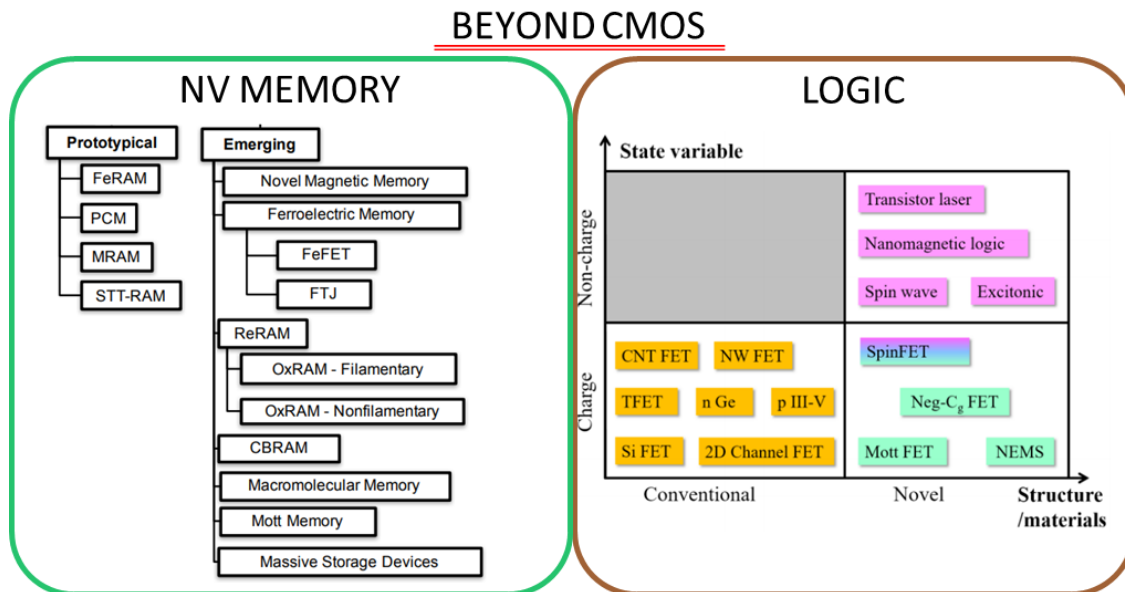 BEYOND CMOS
NV MEMORY
Prototypical
FeRAM
PCM
MRAM
STT-RAM
Emerging
Novel Magnetic Memory
Ferroelectric Memory
FeFET
FTJ
ReRAM
OxRAM - Filamentary
OxRAM - Nonfilamentary
CBRAM
Macromolecular Memory
Mott Memory
Massive Storage Devices
LOGIC
State variable
Non-charge
Transistor laser
Nanomagnetic logic
Spin wave
Excitonic
Charge
CNT FET
NW FET
TFET
n Ge
p III-V
Si FET
2D Channel FET
SpinFET
Neg-Cg FET
Mott FET
NEMS
Conventional
Novel
Structure
/materials